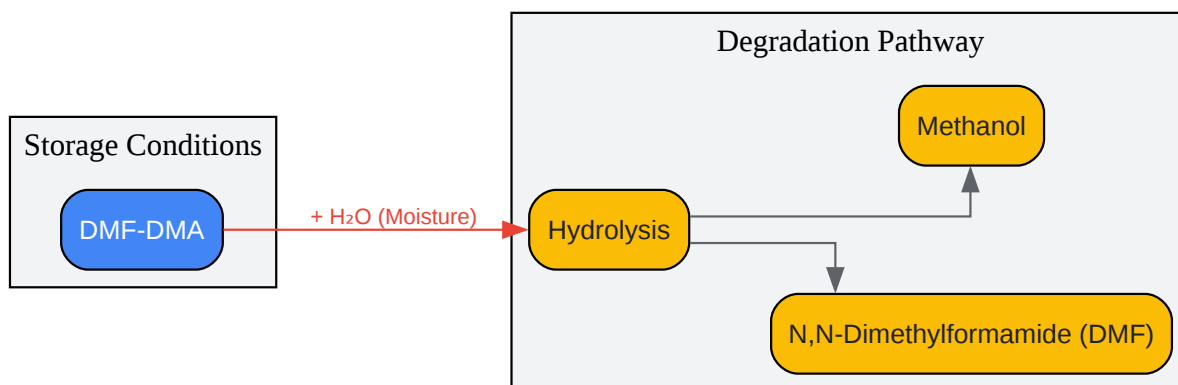 Degradation Pathway
Methanol
Storage Conditions
DMF-DMA
+ H₂O (Moisture)
Hydrolysis
N,N-Dimethylformamide (DMF)